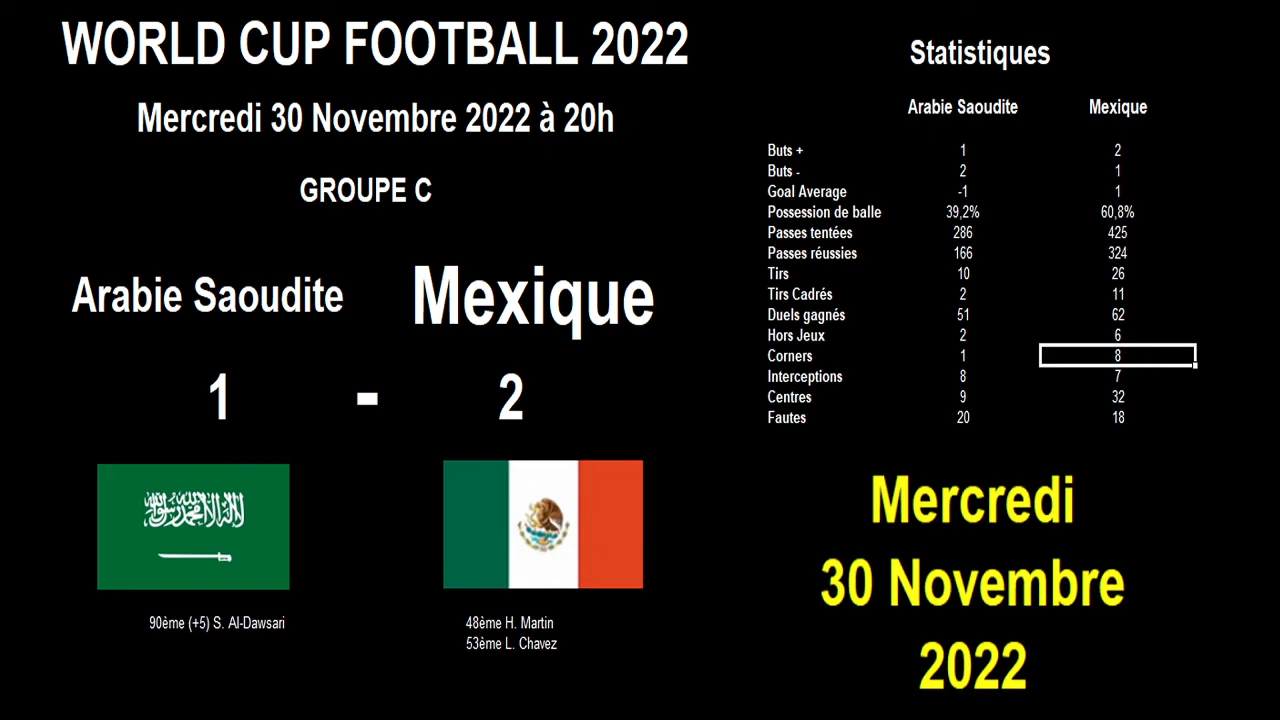 WORLD CUP FOOTBALL 2022
Mercredi 30 Novembre 2022 à 20h
GROUPE C
Arabie Saoudite Mexique
1 - 2
90ème (+5) S. Al-Dawsari
48ème H. Martin
53ème L. Chavez
Statistiques
Arabie Saoudite Mexique
Buts + 1 2
Buts - 2 1
Goal Average -1 1
Possession de balle 39,2% 60,8%
Passes tentées 286 425
Passes réussies 166 324
Tirs 10 26
Tirs Cadrés 2 11
Duels gagnés 51 62
Hors Jeux 2 6
Corners 1 8
Interceptions 8 7
Centres 9 32
Fautes 20 18
Mercredi
30 Novembre
2022